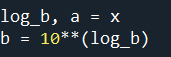 log_b, a = x
b = 10**(log_b)